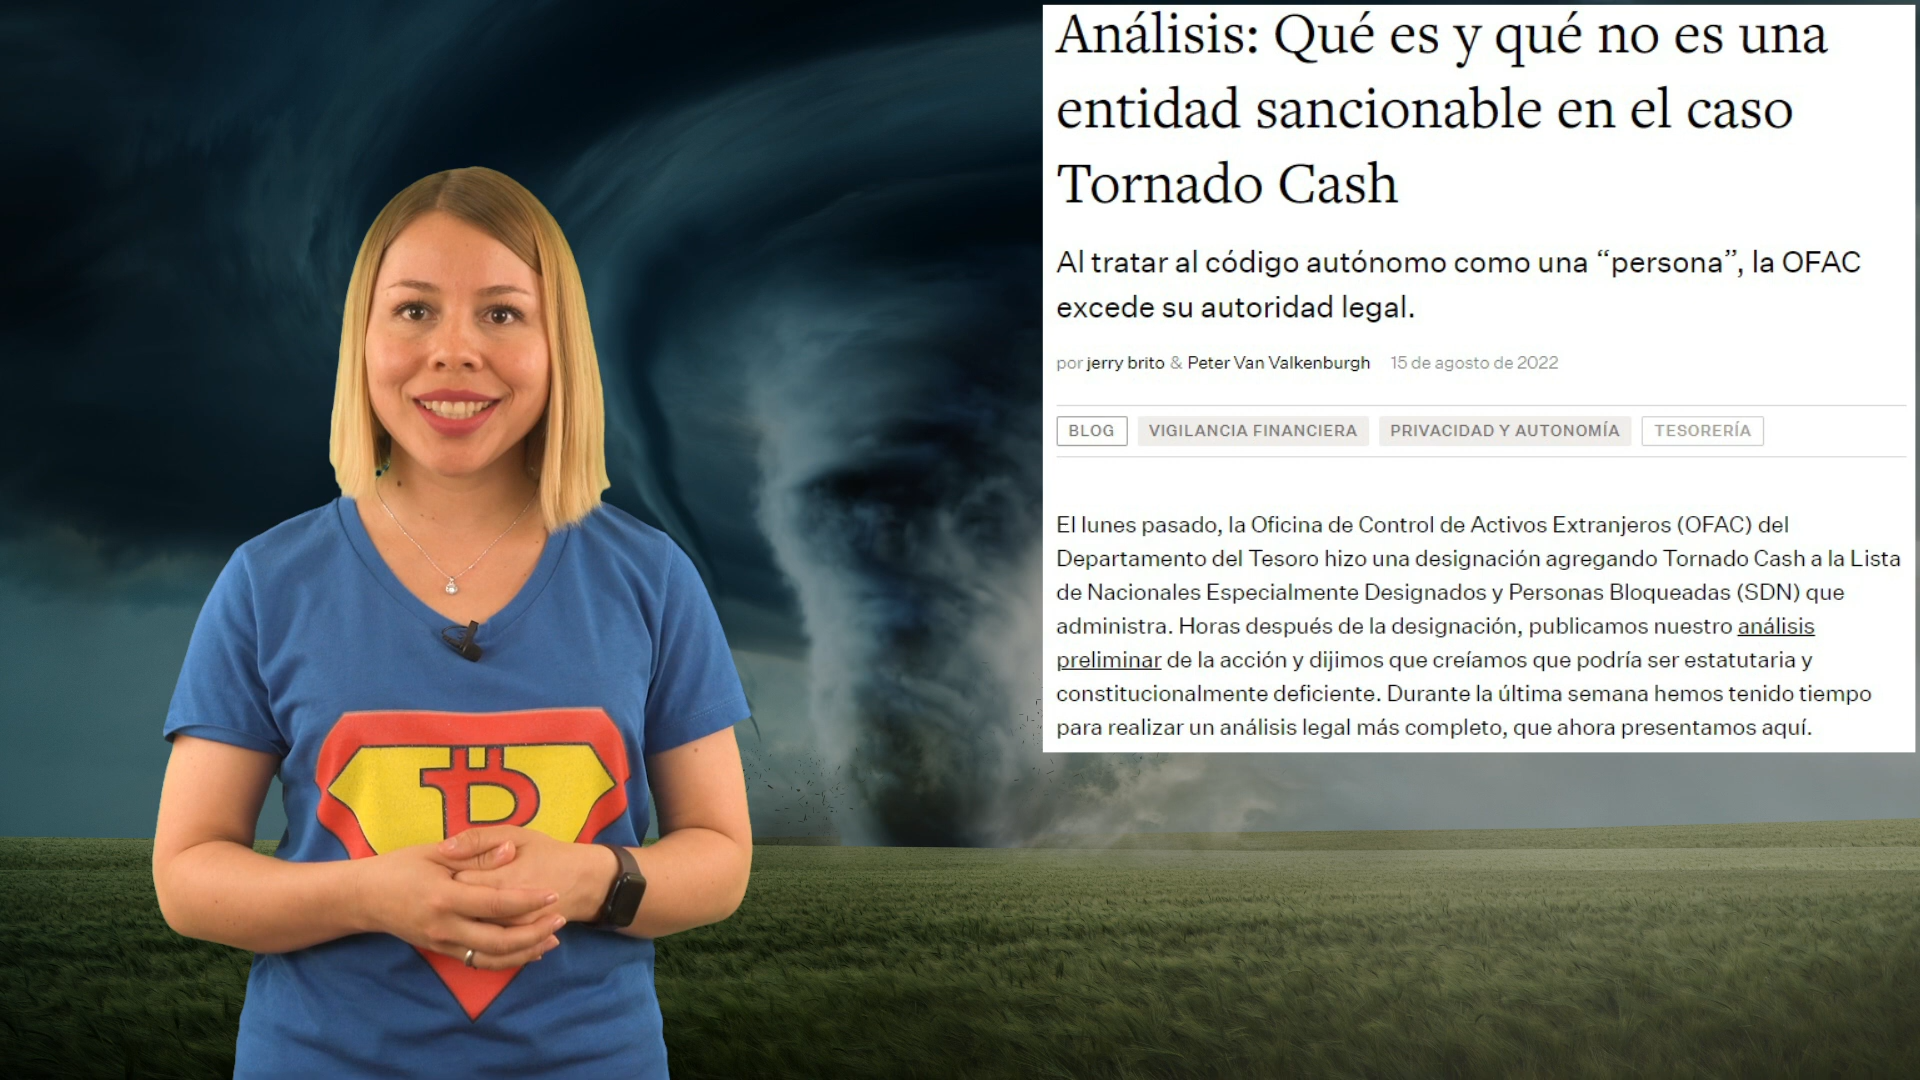 Análisis: Qué es y qué no es una
entidad sancionable en el caso
Tornado Cash
Al tratar al código autónomo como una “persona”, la OFAC
excede su autoridad legal.
por jerry brito & Peter Van Valkenburgh 15 de agosto de 2022
BLOG VIGILANCIA FINANCIERA PRIVACIDAD Y AUTONOMÍA TESORERÍA
El lunes pasado, la Oficina de Control de Activos Extranjeros (OFAC) del
Departamento del Tesoro hizo una designación agregando Tornado Cash a la Lista
de Nacionales Especialmente Designados y Personas Bloqueadas (SDN) que
administra. Horas después de la designación, publicamos nuestro análisis
preliminar de la acción y dijimos que creíamos que podría ser estatutaria y
constitucionalmente deficiente. Durante la última semana hemos tenido tiempo
para realizar un análisis legal más completo, que ahora presentamos aquí.